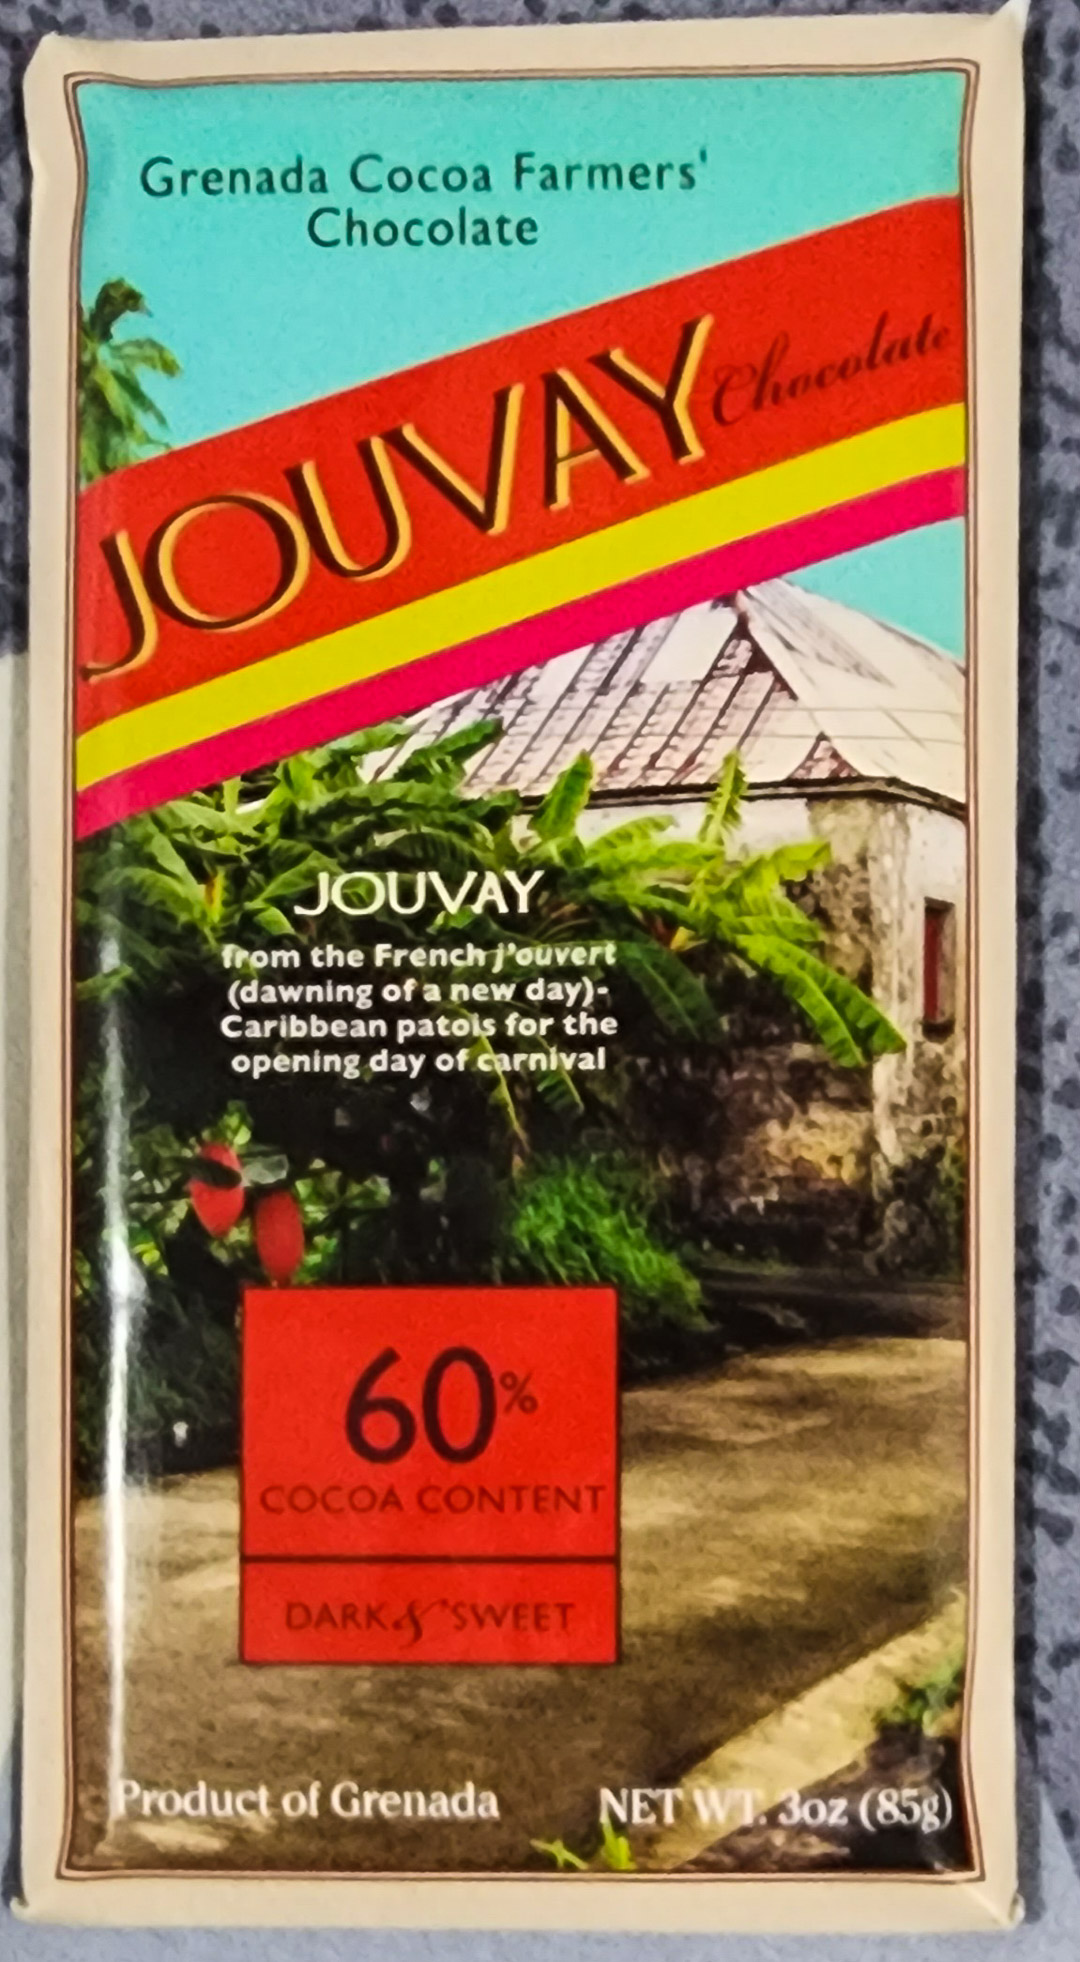 Grenada Cocoa Farmers'
Chocolate
JOUVAY Chocolate
JOUVAY
from the French j'ouvert
(dawning of a new day)-
Caribbean patois for the
opening day of carnival
60%
COCOA CONTENT
DARK & SWEET
Product of Grenada
NET WT. 3oz (85g)